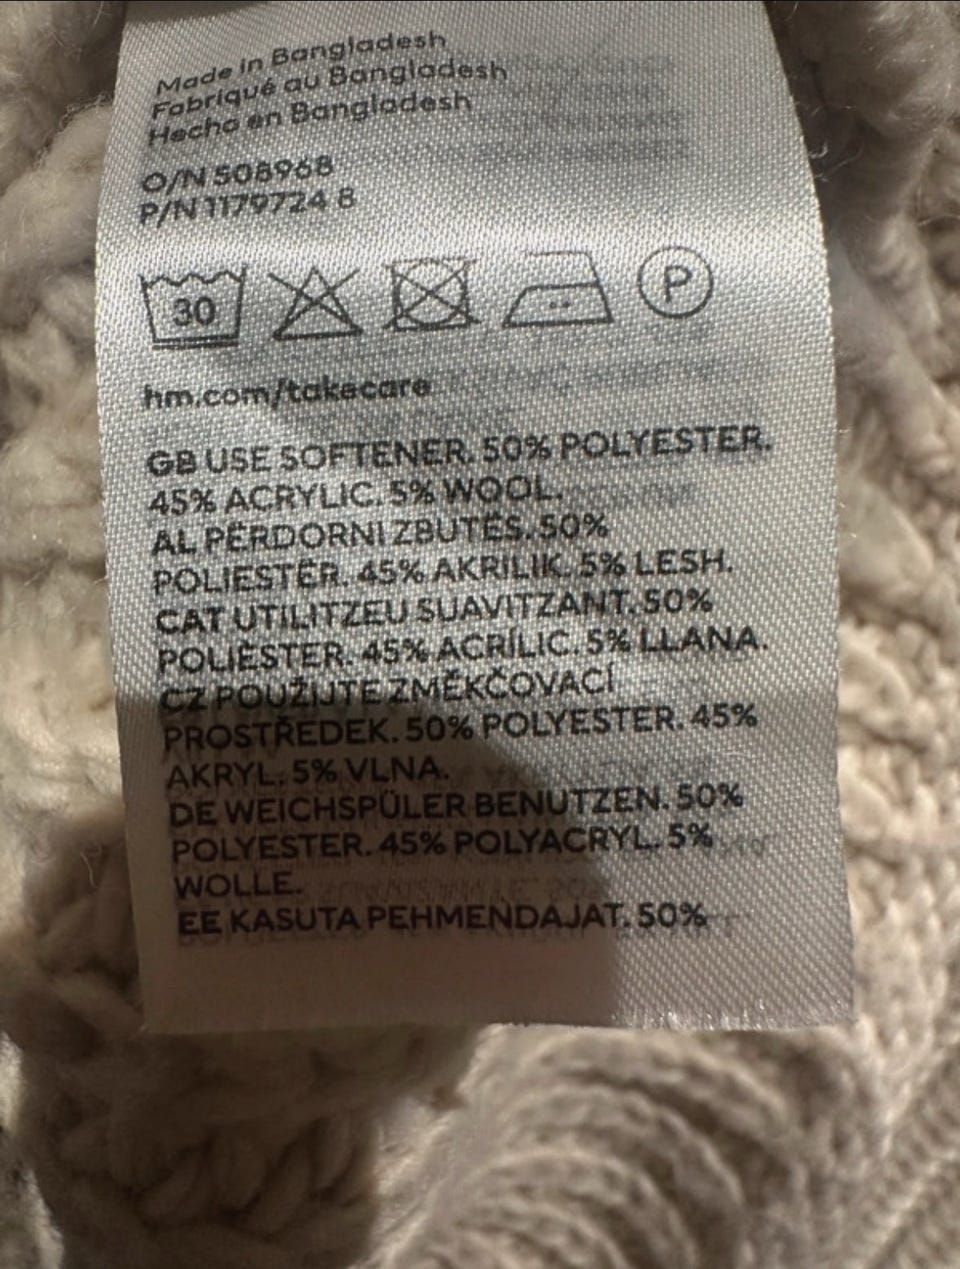 Made in Bangladesh
Fabriqué au Bangladesh
Hecho en Bangladesh
O/N 508968
P/N 1179724 8
30
P
hm.com/takecare
GB USE SOFTENER. 50% POLYESTER.
45% ACRYLIC. 5% WOOL.
AL PËRDORNI ZBUTËS. 50%
POLIESTËR. 45% AKRILIK. 5% LESH.
CAT UTILITZEU SUAVITZANT. 50%
POLIÈSTER. 45% ACRÍLIC. 5% LLANA.
CZ POUŽIJTE ZMĚKČOVACÍ
PROSTŘEDEK. 50% POLYESTER. 45%
AKRYL. 5% VLNA.
DE WEICHSPÜLER BENUTZEN. 50%
POLYESTER. 45% POLYACRYL. 5%
WOLLE.
EE KASUTA PEHMENDAJAT. 50%